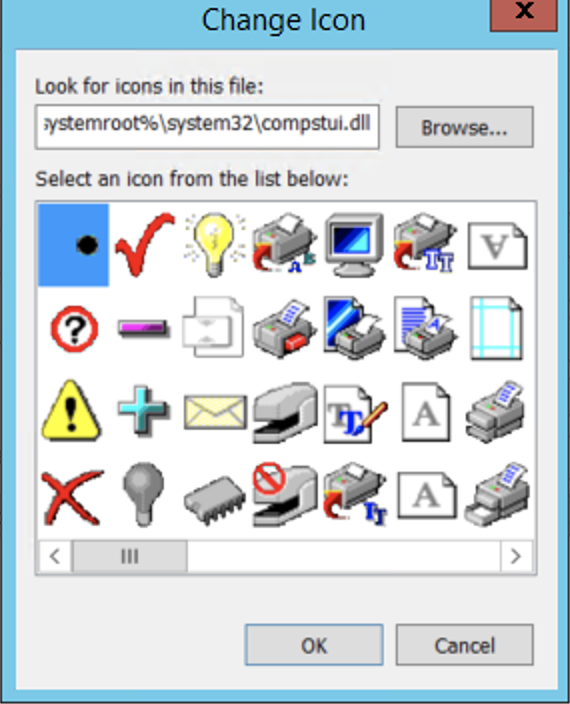 Change Icon
X
Look for icons in this file:
ystemroot%\system32\compstui.dll
Browse...
Select an icon from the list below:
OK
Cancel